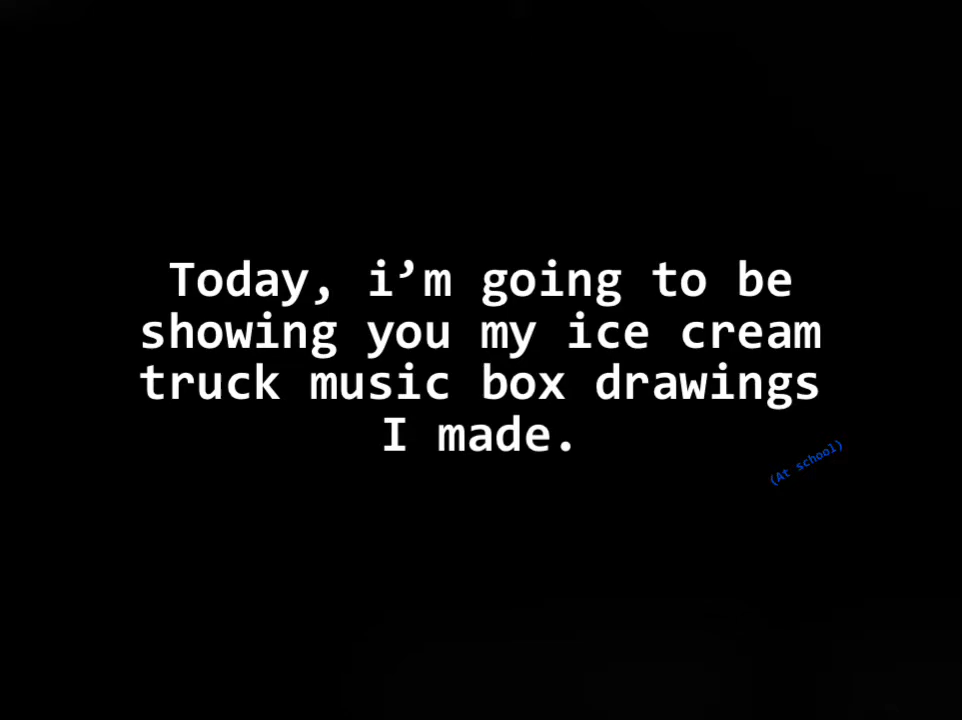 Today, i’m going to be
showing you my ice cream
truck music box drawings
I made.
(At school)